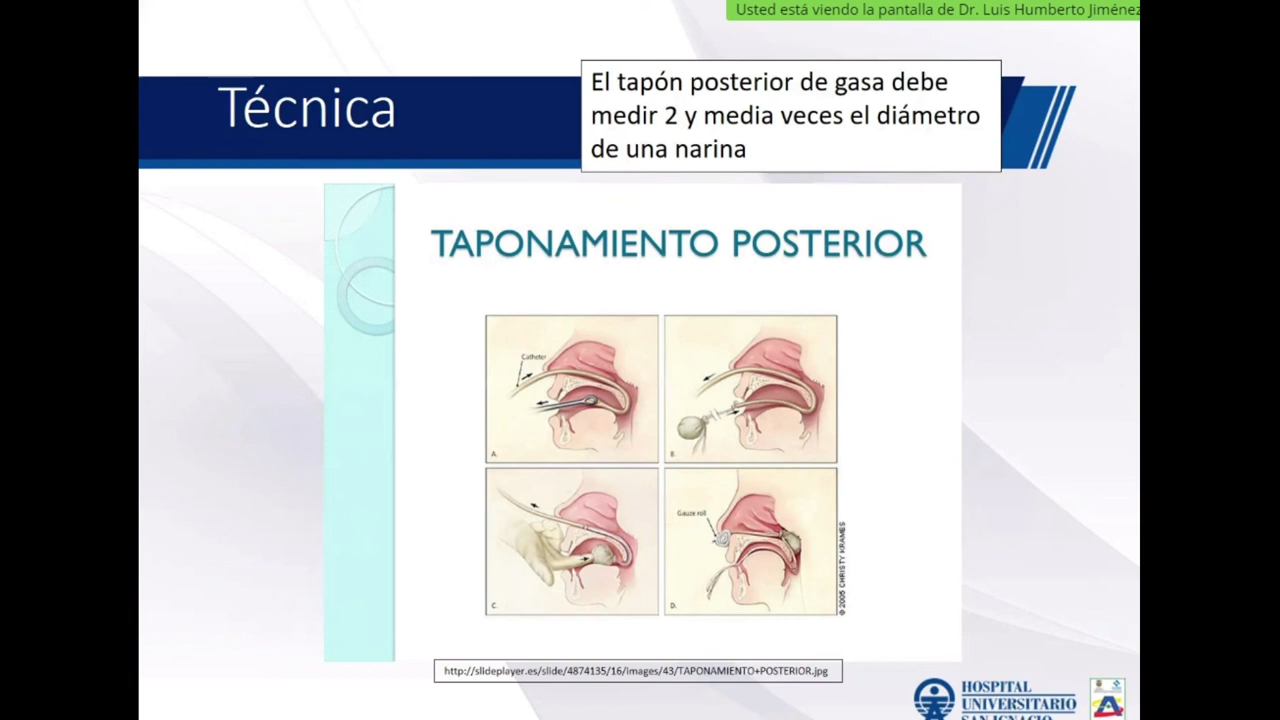 Usted está viendo la pantalla de Dr. Luis Humberto Jiménez
Técnica
El tapón posterior de gasa debe
medir 2 y media veces el diámetro
de una narina
TAPONAMIENTO POSTERIOR
Catheter
A.
B.
Gauze roll
C.
D.
© 2005 CHRISTY KRAMES
http://slideplayer.es/slide/4874135/16/images/43/TAPONAMIENTO+POSTERIOR.jpg
HOSPITAL
UNIVERSITARIO
SAN IGNACIO